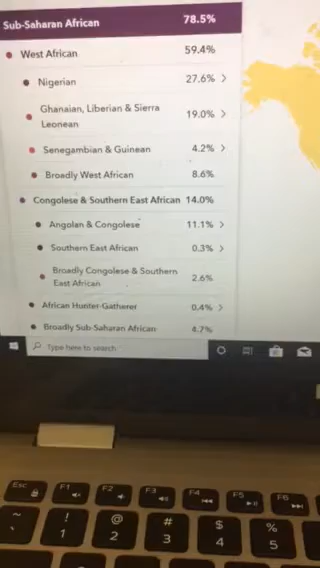 Sub-Saharan African 78.5%
West African 59.4%
Nigerian 27.6%
Ghanaian, Liberian & Sierra
Leonean 19.0%
Senegambian & Guinean 4.2%
Broadly West African 8.6%
Congolese & Southern East African 14.0%
Angolan & Congolese 11.1%
Southern East African 0.3%
Broadly Congolese & Southern
East African 2.6%
African Hunter-Gatherer 0.4%
Broadly Sub-Saharan African 4.7%
Type here to search
Esc F1 F2 F3 F4 F5 F6
~ ! @ # $ %
` 1 2 3 4 5